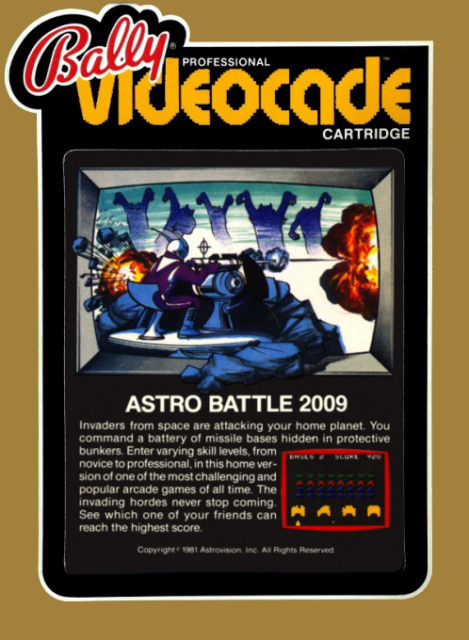 Bally®
PROFESSIONAL
Videocade™
CARTRIDGE
ASTRO BATTLE 2009
Invaders from space are attacking your home planet. You
command a battery of missile bases hidden in protective
bunkers. Enter varying skill levels, from
novice to professional, in this home ver-
sion of one of the most challenging and
popular arcade games of all time. The
invading hordes never stop coming.
See which one of your friends can
reach the highest score.
BASES 2 SCORE 920
Copyright © 1981 Astrovision, Inc. All Rights Reserved